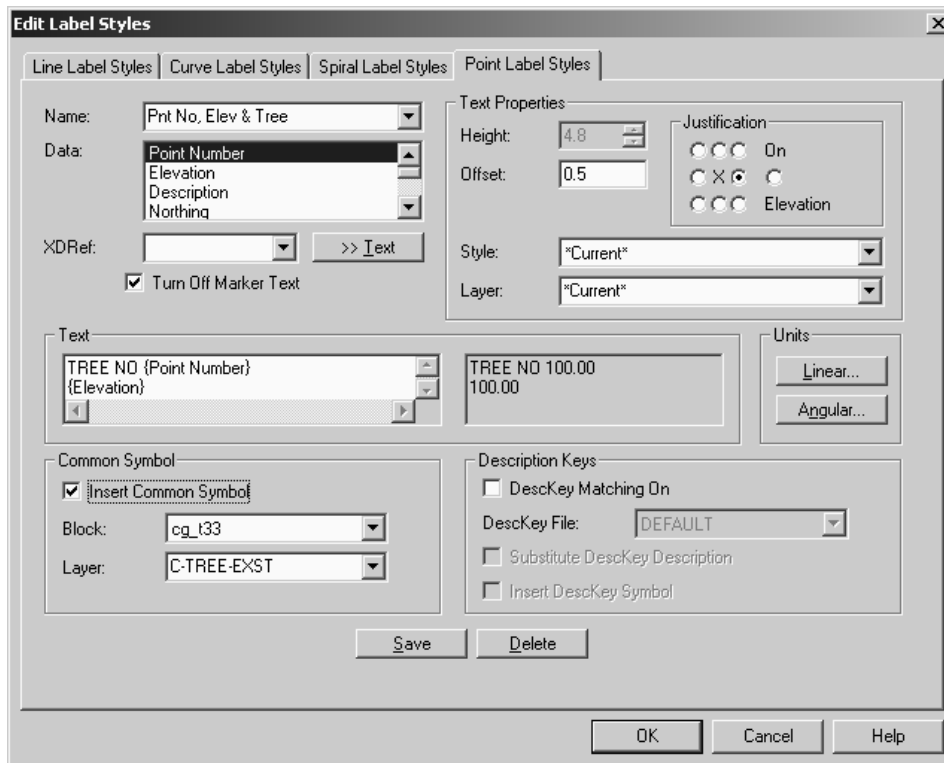 Edit Label Styles
Line Label Styles Curve Label Styles Spiral Label Styles Point Label Styles
Name: Pnt No, Elev & Tree
Data: Point Number
Elevation
Description
Northing
XDRef: >> Text
Turn Off Marker Text
Text Properties
Height: 4.8
Offset: 0.5
Justification
On
X
Elevation
Style: *Current*
Layer: *Current*
Text
TREE NO {Point Number}
{Elevation}
TREE NO 100.00
100.00
Units
Linear...
Angular...
Common Symbol
Insert Common Symbol
Block: cg_t33
Layer: C-TREE-EXST
Description Keys
DescKey Matching On
DescKey File: DEFAULT
Substitute DescKey Description
Insert DescKey Symbol
Save Delete
OK Cancel Help